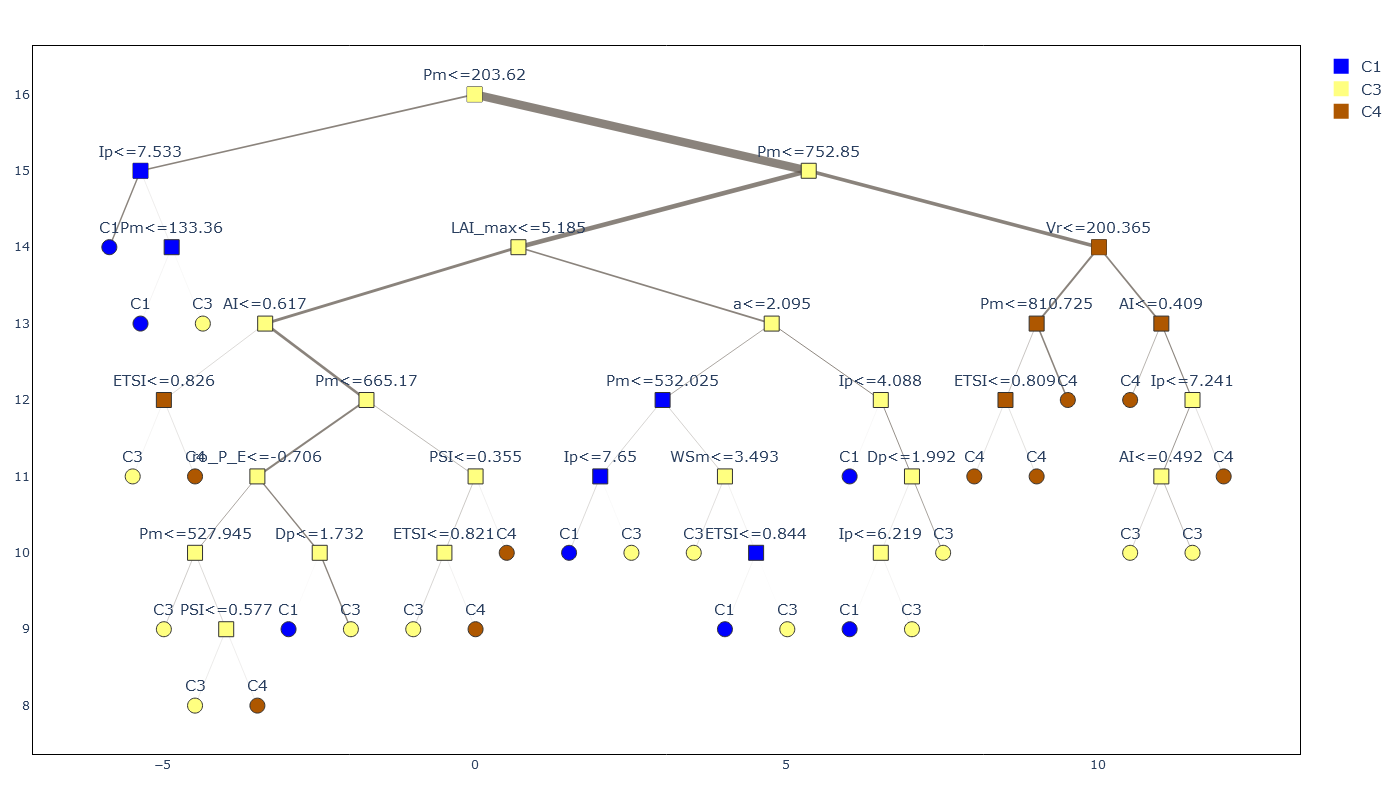 Pm<=203.62
C1
C3
C4
16
Ip<=7.533
Pm<=752.85
15
C1
Pm<=133.36
LAI_max<=5.185
Vr<=200.365
14
C1
C3
AI<=0.617
a<=2.095
Pm<=810.725
AI<=0.409
13
ETSI<=0.826
Pm<=665.17
Pm<=532.025
Ip<=4.088
ETSI<=0.809
C4
C4
Ip<=7.241
12
C3
C4
_P_E<=-0.706
PSI<=0.355
Ip<=7.65
WSm<=3.493
C1
Dp<=1.992
C4
C4
AI<=0.492
C4
11
Pm<=527.945
Dp<=1.732
ETSI<=0.821
C4
C1
C3
C3
ETSI<=0.844
Ip<=6.219
C3
C3
C3
10
C3
PSI<=0.577
C1
C3
C3
C4
C1
C3
C1
C3
9
C3
C4
8
−5
0
5
10